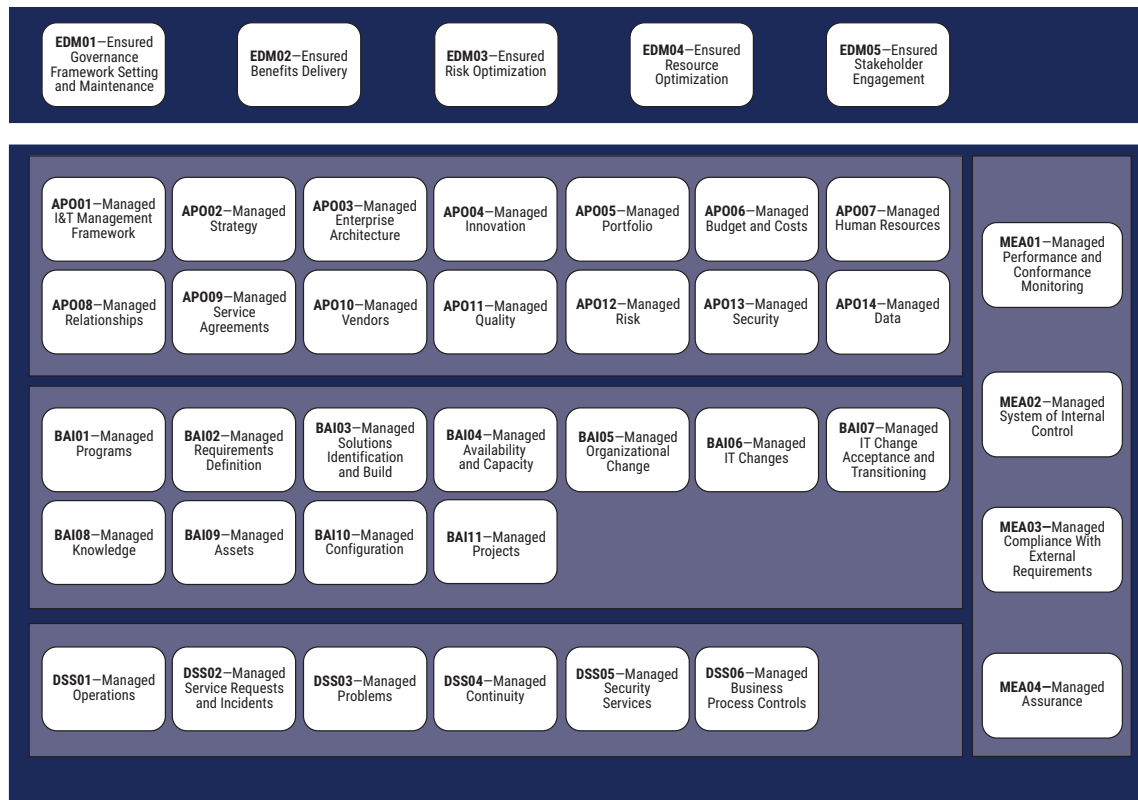 EDM01—Ensured
Governance
Framework Setting
and Maintenance
EDM02—Ensured
Benefits Delivery
EDM03—Ensured
Risk Optimization
EDM04—Ensured
Resource
Optimization
EDM05—Ensured
Stakeholder
Engagement
APO01—Managed
I&T Management
Framework
APO02—Managed
Strategy
APO03—Managed
Enterprise
Architecture
APO04—Managed
Innovation
APO05—Managed
Portfolio
APO06—Managed
Budget and Costs
APO07—Managed
Human Resources
APO08—Managed
Relationships
APO09—Managed
Service
Agreements
APO10—Managed
Vendors
APO11—Managed
Quality
APO12—Managed
Risk
APO13—Managed
Security
APO14—Managed
Data
BAI01—Managed
Programs
BAI02—Managed
Requirements
Definition
BAI03—Managed
Solutions
Identification
and Build
BAI04—Managed
Availability
and Capacity
BAI05—Managed
Organizational
Change
BAI06—Managed
IT Changes
BAI07—Managed
IT Change
Acceptance and
Transitioning
BAI08—Managed
Knowledge
BAI09—Managed
Assets
BAI10—Managed
Configuration
BAI11—Managed
Projects
DSS01—Managed
Operations
DSS02—Managed
Service Requests
and Incidents
DSS03—Managed
Problems
DSS04—Managed
Continuity
DSS05—Managed
Security
Services
DSS06—Managed
Business
Process Controls
MEA01—Managed
Performance and
Conformance
Monitoring
MEA02—Managed
System of Internal
Control
MEA03—Managed
Compliance With
External
Requirements
MEA04—Managed
Assurance